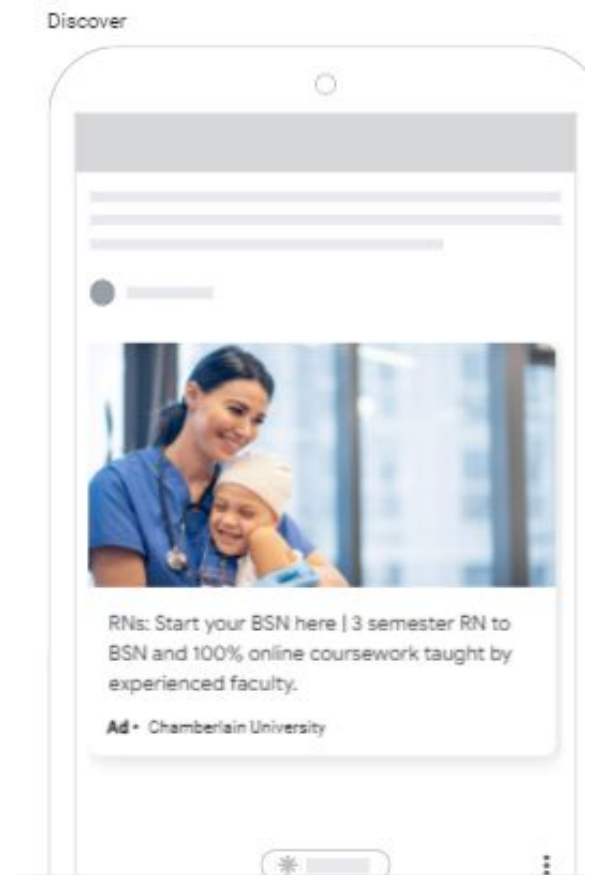 Discover
RNs: Start your BSN here | 3 semester RN to
BSN and 100% online coursework taught by
experienced faculty.
Ad • Chamberlain University